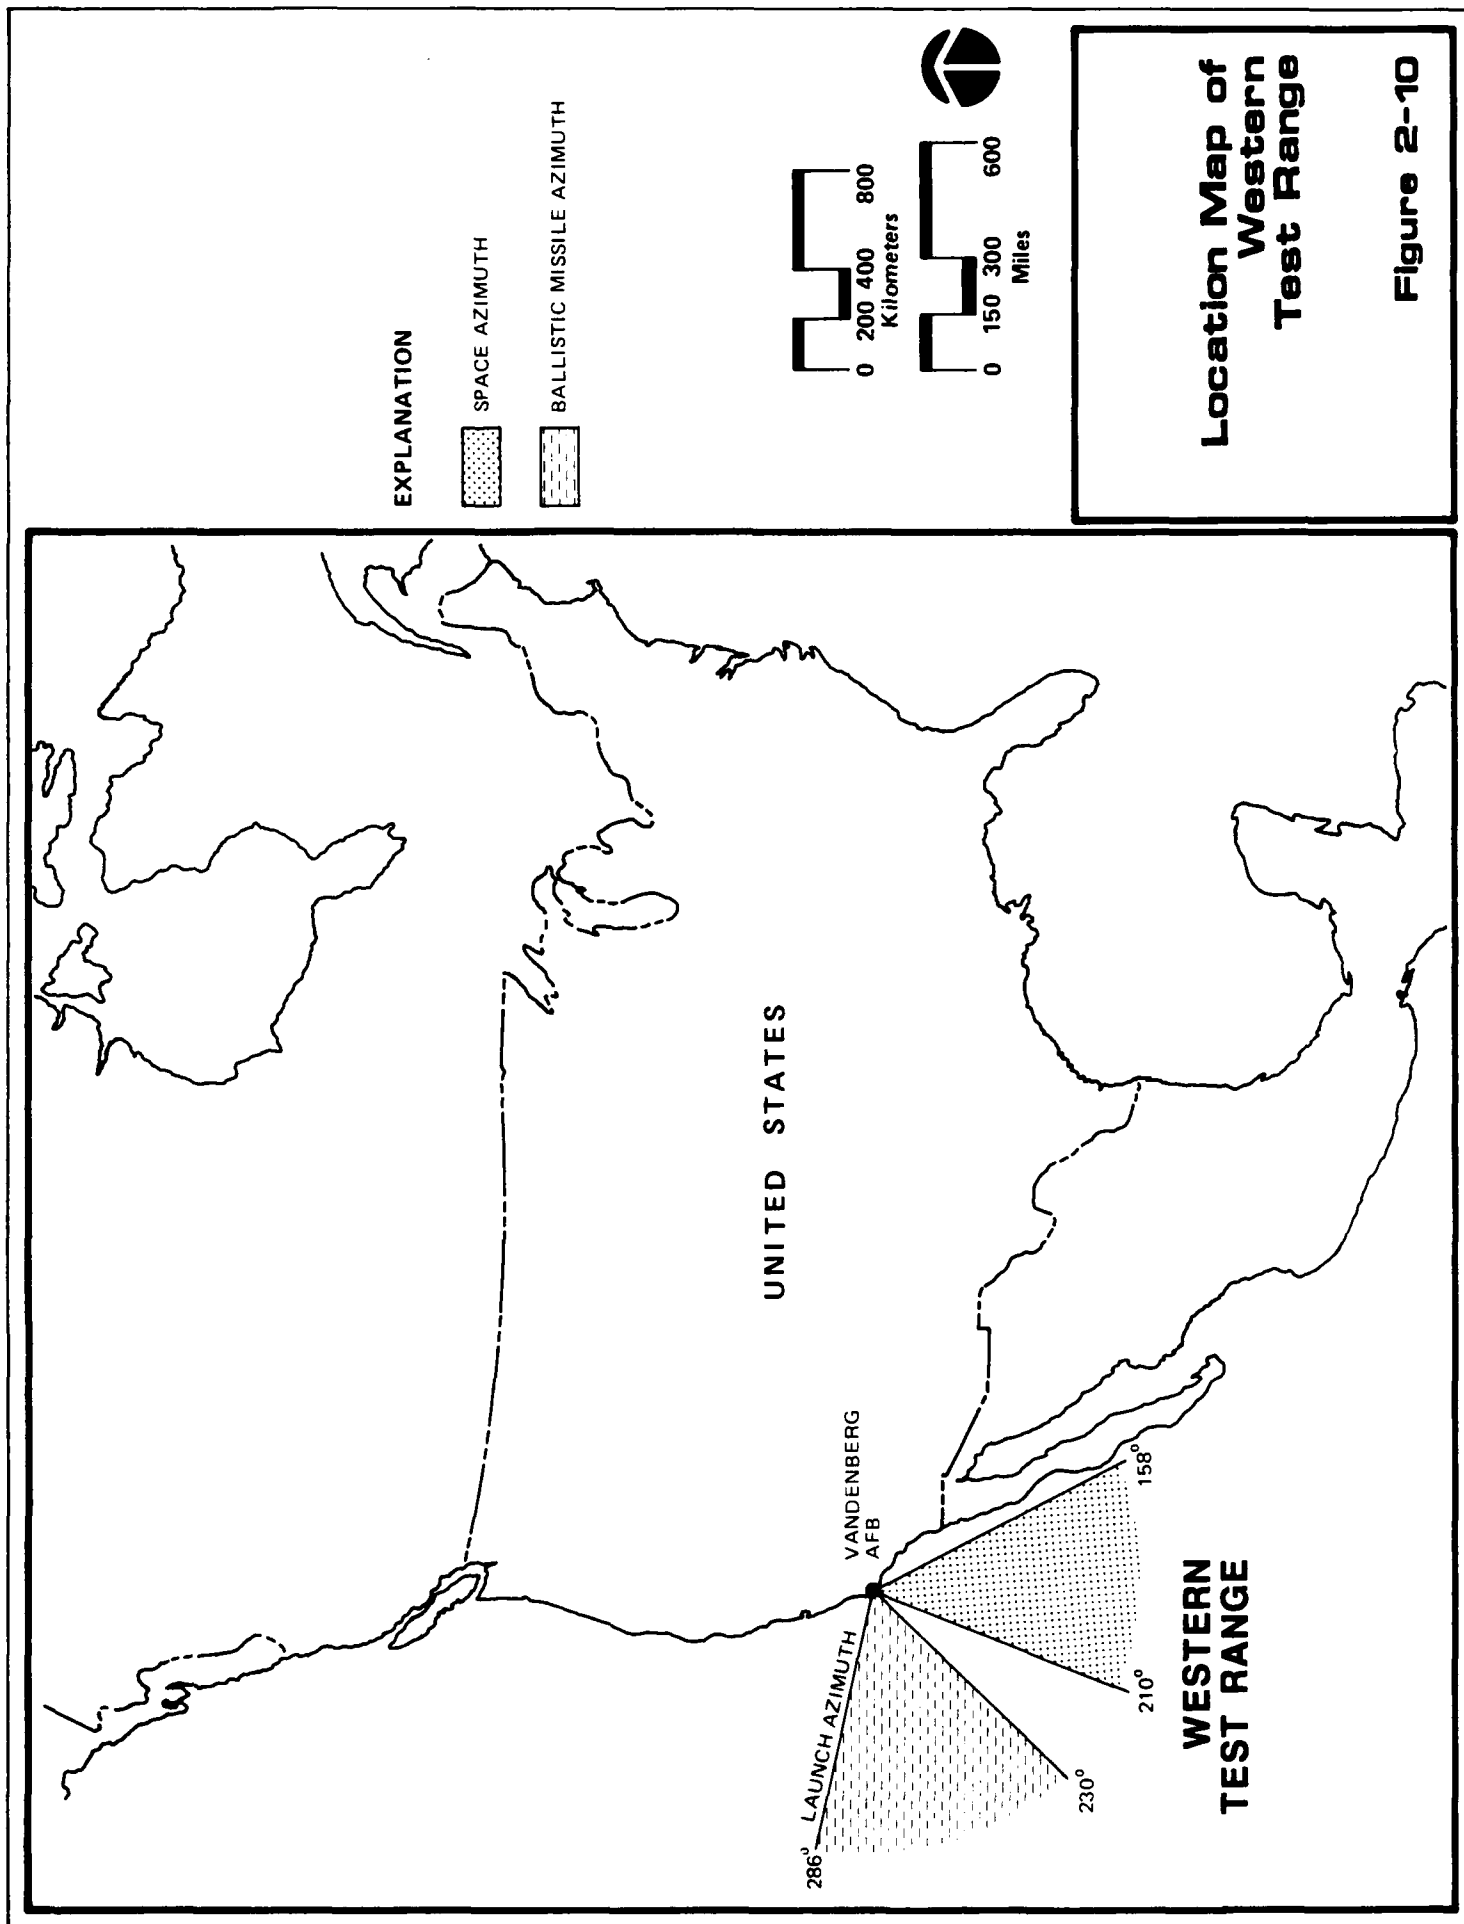 UNITED STATES
VANDENBERG
AFB
LAUNCH AZIMUTH
286°
230°
210°
158°
WESTERN
TEST RANGE
EXPLANATION
SPACE AZIMUTH
BALLISTIC MISSILE AZIMUTH
0 200 400 800
Kilometers
0 150 300 600
Miles
Location Map of
Western
Test Range
Figure 2-10